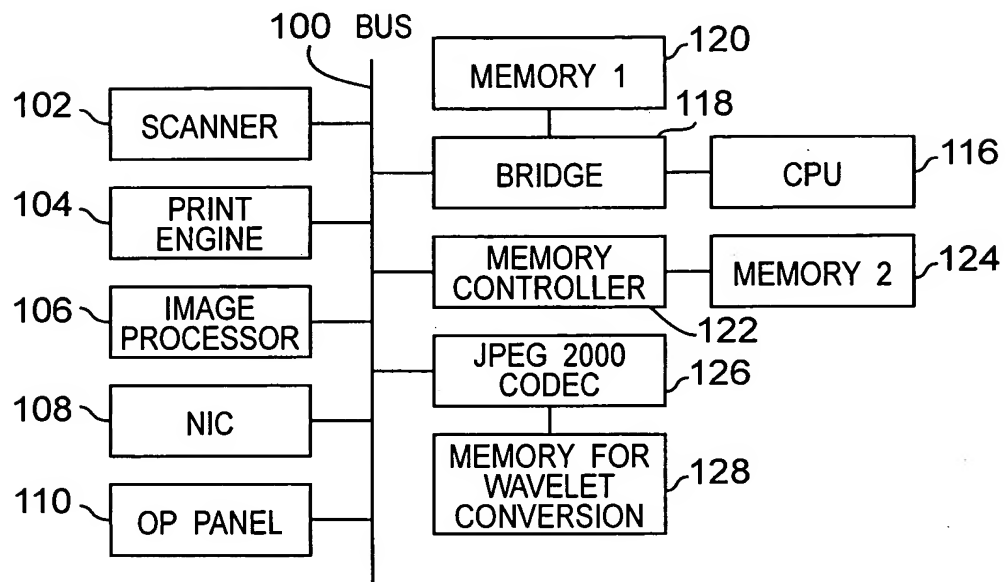 100 BUS
102
SCANNER
104
PRINT
ENGINE
106
IMAGE
PROCESSOR
108
NIC
110
OP PANEL
120
MEMORY 1
118
BRIDGE
CPU
116
MEMORY
CONTROLLER
122
MEMORY 2
124
JPEG 2000
CODEC
126
MEMORY FOR
WAVELET
CONVERSION
128